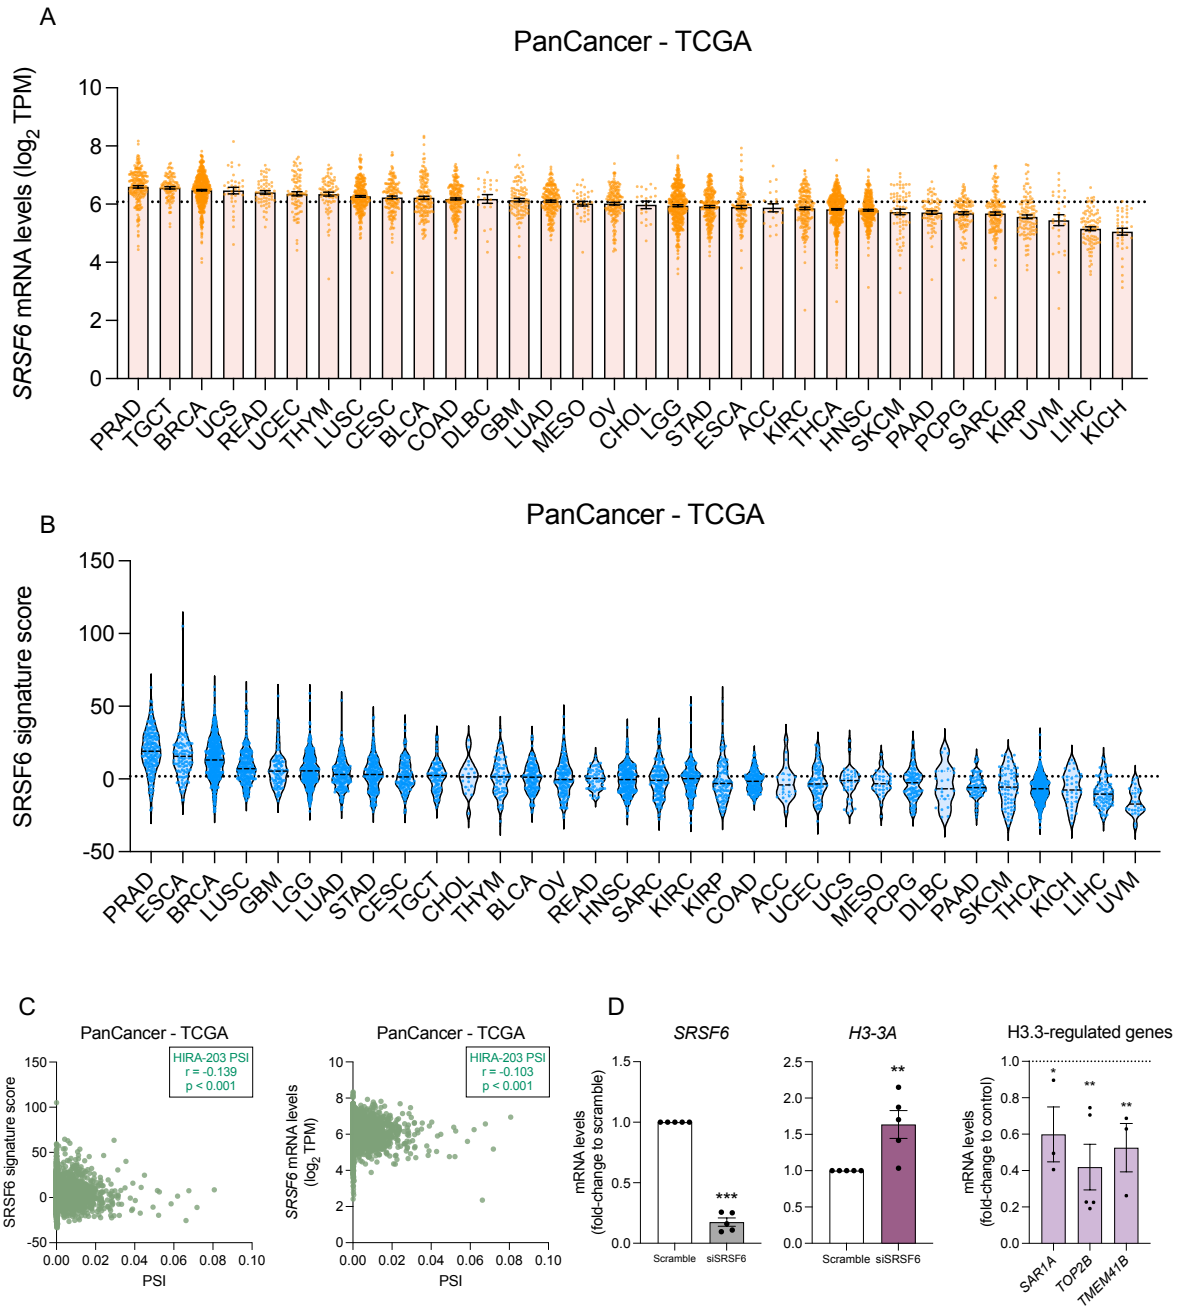 A
PanCancer - TCGA
SRSF6 mRNA levels (log2 TPM)
10
8
6
4
2
0
PRAD
TGCT
BRCA
UCS
READ
UCEC
THYM
LUSC
CESC
BLCA
COAD
DLBC
GBM
LUAD
MESO
OV
CHOL
LGG
STAD
ESCA
ACC
KIRC
THCA
HNSC
SKCM
PAAD
PCPG
SARC
KIRP
UVM
LIHC
KICH
B
PanCancer - TCGA
SRSF6 signature score
150
100
50
0
-50
PRAD
ESCA
BRCA
LUSC
GBM
LGG
LUAD
STAD
CESC
TGCT
CHOL
THYM
BLCA
OV
READ
HNSC
SARC
KIRC
KIRP
COAD
ACC
UCEC
UCS
MESO
PCPG
DLBC
PAAD
SKCM
THCA
KICH
LIHC
UVM
C
PanCancer - TCGA
HIRA-203 PSI
r = -0.139
p < 0.001
SRSF6 signature score
150
100
50
0
-50
0.00
0.02
0.04
0.06
0.08
0.10
PSI
PanCancer - TCGA
HIRA-203 PSI
r = -0.103
p < 0.001
SRSF6 mRNA levels
(log2 TPM)
10
8
6
4
2
0
0.00
0.02
0.04
0.06
0.08
0.10
PSI
D
SRSF6
mRNA levels
(fold-change to scramble)
1.5
1.0
0.5
0.0
***
Scramble
siSRSF6
H3-3A
mRNA levels
(fold-change to scramble)
2.5
2.0
1.5
1.0
0.5
0.0
**
Scramble
siSRSF6
H3.3-regulated genes
mRNA levels
(fold-change to control)
1.0
0.8
0.6
0.4
0.2
0.0
*
**
**
SAR1A
TOP2B
TMEM41B